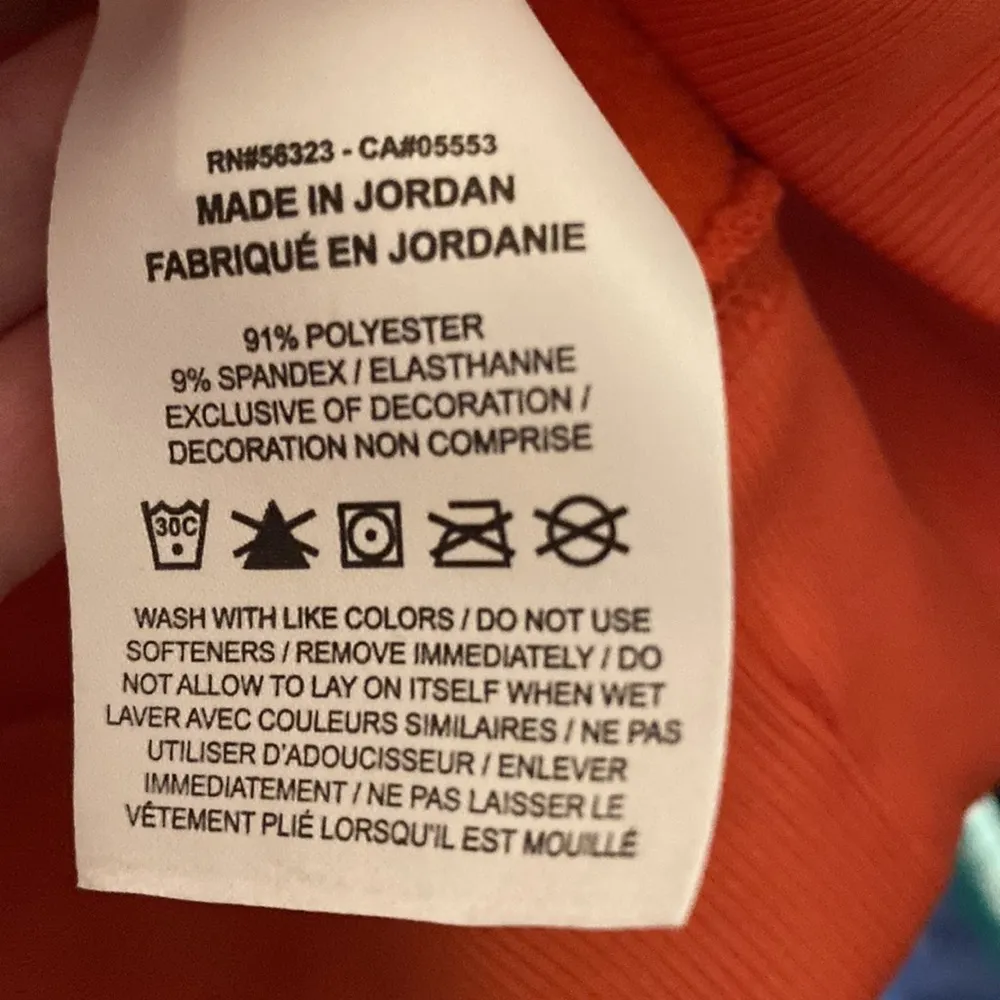 RN#56323 - CA#05553
MADE IN JORDAN
FABRIQUÉ EN JORDANIE
91% POLYESTER
9% SPANDEX / ELASTHANNE
EXCLUSIVE OF DECORATION /
DECORATION NON COMPRISE
30C
WASH WITH LIKE COLORS / DO NOT USE
SOFTENERS / REMOVE IMMEDIATELY / DO
NOT ALLOW TO LAY ON ITSELF WHEN WET
LAVER AVEC COULEURS SIMILAIRES / NE PAS
UTILISER D'ADOUCISSEUR / ENLEVER
IMMEDIATEMENT / NE PAS LAISSER LE
VÊTEMENT PLIÉ LORSQU'IL EST MOUILLÉ